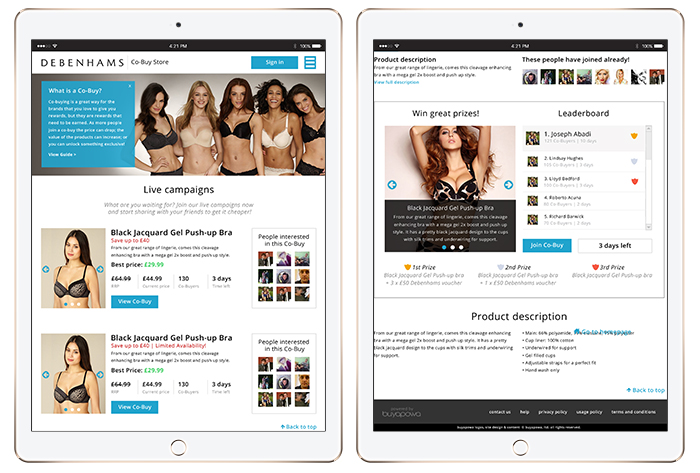 4:21 PM
100%
DEBENHAMS Co-Buy Store
Sign in
What is a Co-Buy?
Co-buying is a great way for the
brands that you love to give you
rewards, but they are rewards that
need to be earned. As more people
join a co-buy the price can drop; the
value of the products can increase; or
you can unlock something exclusive!
View Guide »
Live campaigns
What are you waiting for? Join our live campaigns now
and start sharing with your friends to get it cheaper!
Black Jacquard Gel Push-up Bra
Save up to £40
From our great range of lingerie, comes this cleavage
enhancing bra with a mega gel 2x boost and push-up style.
Best price: £29.99
£64.99 £44.99 130 3 days
RRP Current price Co-Buyers Time left
View Co-Buy
People interested
in this Co-Buy
Black Jacquard Gel Push-up Bra
Save up to £40 | Limited Availability!
From our great range of lingerie, comes this cleavage
enhancing bra with a mega gel 2x boost and push-up style.
Best price: £29.99
£64.99 £44.99 130 3 days
RRP Current price Co-Buyers Time left
View Co-Buy
People interested
in this Co-Buy
Back to top
4:21 PM
100%
Product description
From our great range of lingerie, comes this cleavage enhancing
bra with a mega gel 2x boost and push-up style.
View full description
These people have joined already!
Win great prizes!
Black Jacquard Gel Push-up Bra
From our great range of lingerie, comes this cleavage
enhancing bra with a mega gel 2x boost and push-up
style. It has a pretty black jacquard design to the cups
with silk trims and underwiring for support.
Leaderboard
1. Joseph Abadi
121 Co-Buyers | 10 days
2. Lindsay Hughes
3. Lloyd Bedford
4. Roberto Acuna
5. Richard Barwick
Join Co-Buy
3 days left
1st Prize
Black Jacquard Gel Push-up bra
+ 3 x £50 Debenhams voucher
2nd Prize
Black Jacquard Gel Push-up bra
+ 1 x £50 Debenhams voucher
3rd Prize
Black Jacquard Gel Push-up bra
Product description
From our great range of lingerie, comes this cleavage
enhancing bra with a mega gel 2x boost and push-up style. It has a pretty
black jacquard design to the cups with silk trims and underwiring
for support.
• Main: 66% polyamide,
• Cup liner: 100% cotton
• Underwired for support
• Gel filled cups
• Adjustable straps for a perfect fit
• Hand wash only
Go to homepage
Back to top
powered by
buyapowa
contact us help privacy policy usage policy terms and conditions
Buyapowa logos, site design & content © Buyapowa, ltd. all rights reserved.